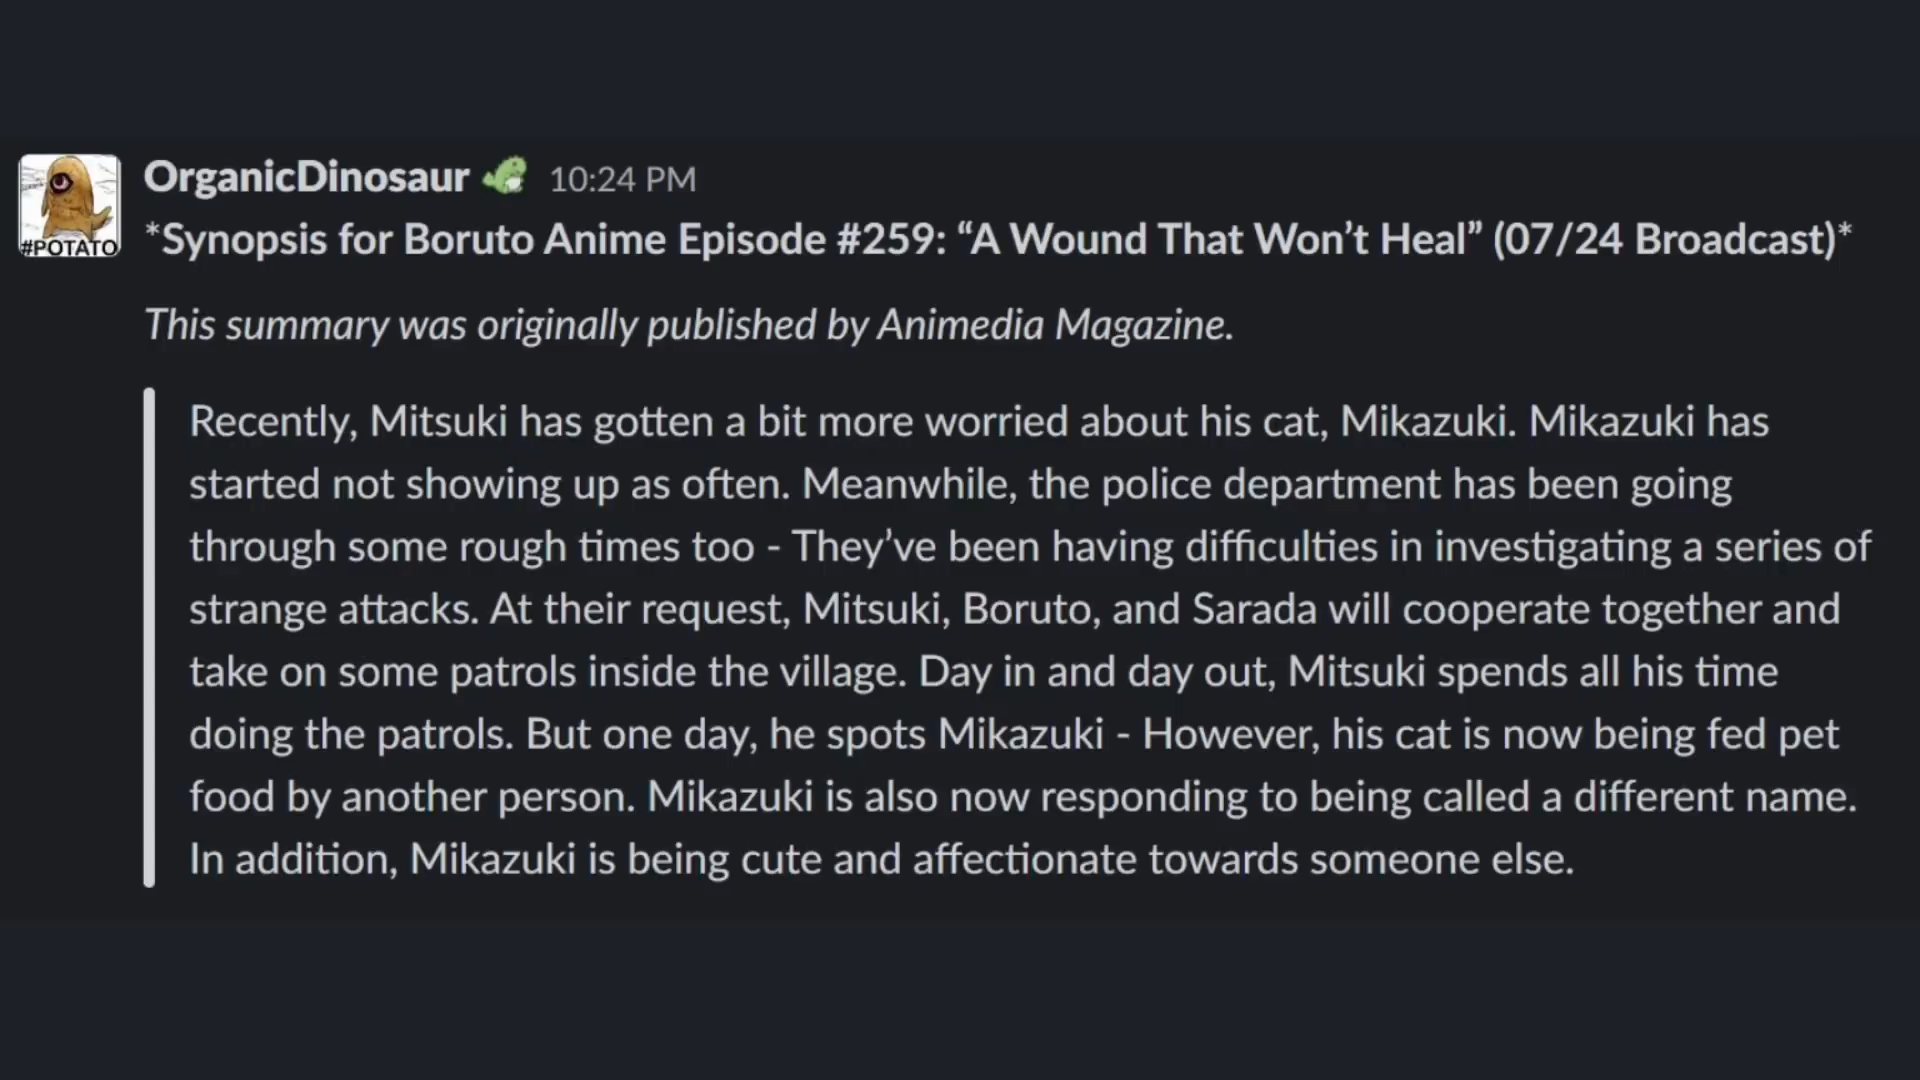 OrganicDinosaur 10:24 PM
*Synopsis for Boruto Anime Episode #259: “A Wound That Won’t Heal” (07/24 Broadcast)*
#POTATO
This summary was originally published by Animedia Magazine.
Recently, Mitsuki has gotten a bit more worried about his cat, Mikazuki. Mikazuki has
started not showing up as often. Meanwhile, the police department has been going
through some rough times too - They’ve been having difficulties in investigating a series of
strange attacks. At their request, Mitsuki, Boruto, and Sarada will cooperate together and
take on some patrols inside the village. Day in and day out, Mitsuki spends all his time
doing the patrols. But one day, he spots Mikazuki - However, his cat is now being fed pet
food by another person. Mikazuki is also now responding to being called a different name.
In addition, Mikazuki is being cute and affectionate towards someone else.